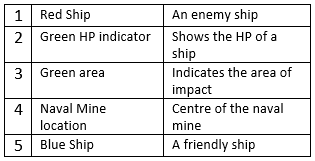 1 Red Ship An enemy ship
2 Green HP indicator Shows the HP of a
ship
3 Green area Indicates the area of
impact
4 Naval Mine Centre of the naval
location mine
5 Blue Ship A friendly ship